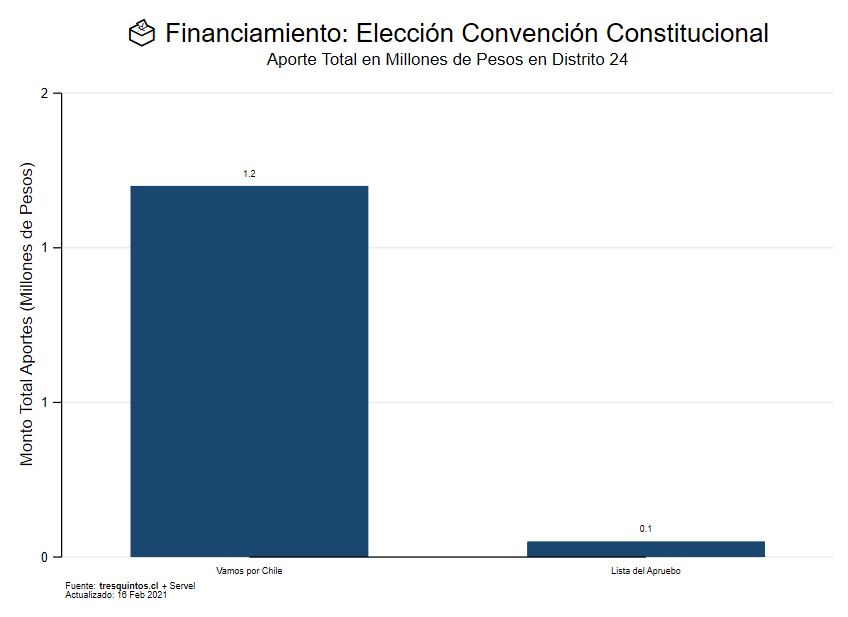 Financiamiento: Elección Convención Constitucional
Aporte Total en Millones de Pesos en Distrito 24
Monto Total Aportes (Millones de Pesos)
2
1
1
0
1.2
0.1
Vamos por Chile
Lista del Apruebo
Fuente: tresquintos.cl + Servel
Actualizado: 16 Feb 2021